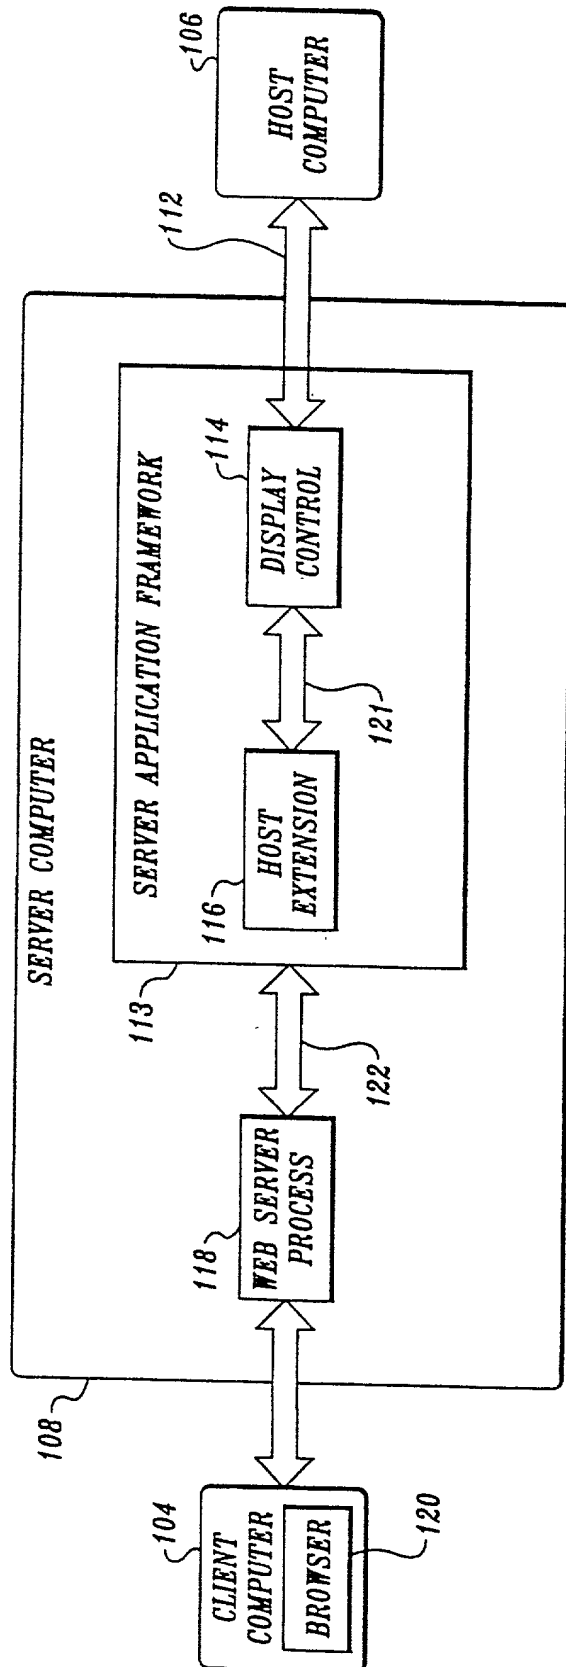 SERVER COMPUTER
108
104
CLIENT
COMPUTER
BROWSER
120
118
WEB SERVER
PROCESS
122
113
SERVER APPLICATION FRAMEWORK
116
HOST
EXTENSION
121
114
DISPLAY
CONTROL
112
106
HOST
COMPUTER